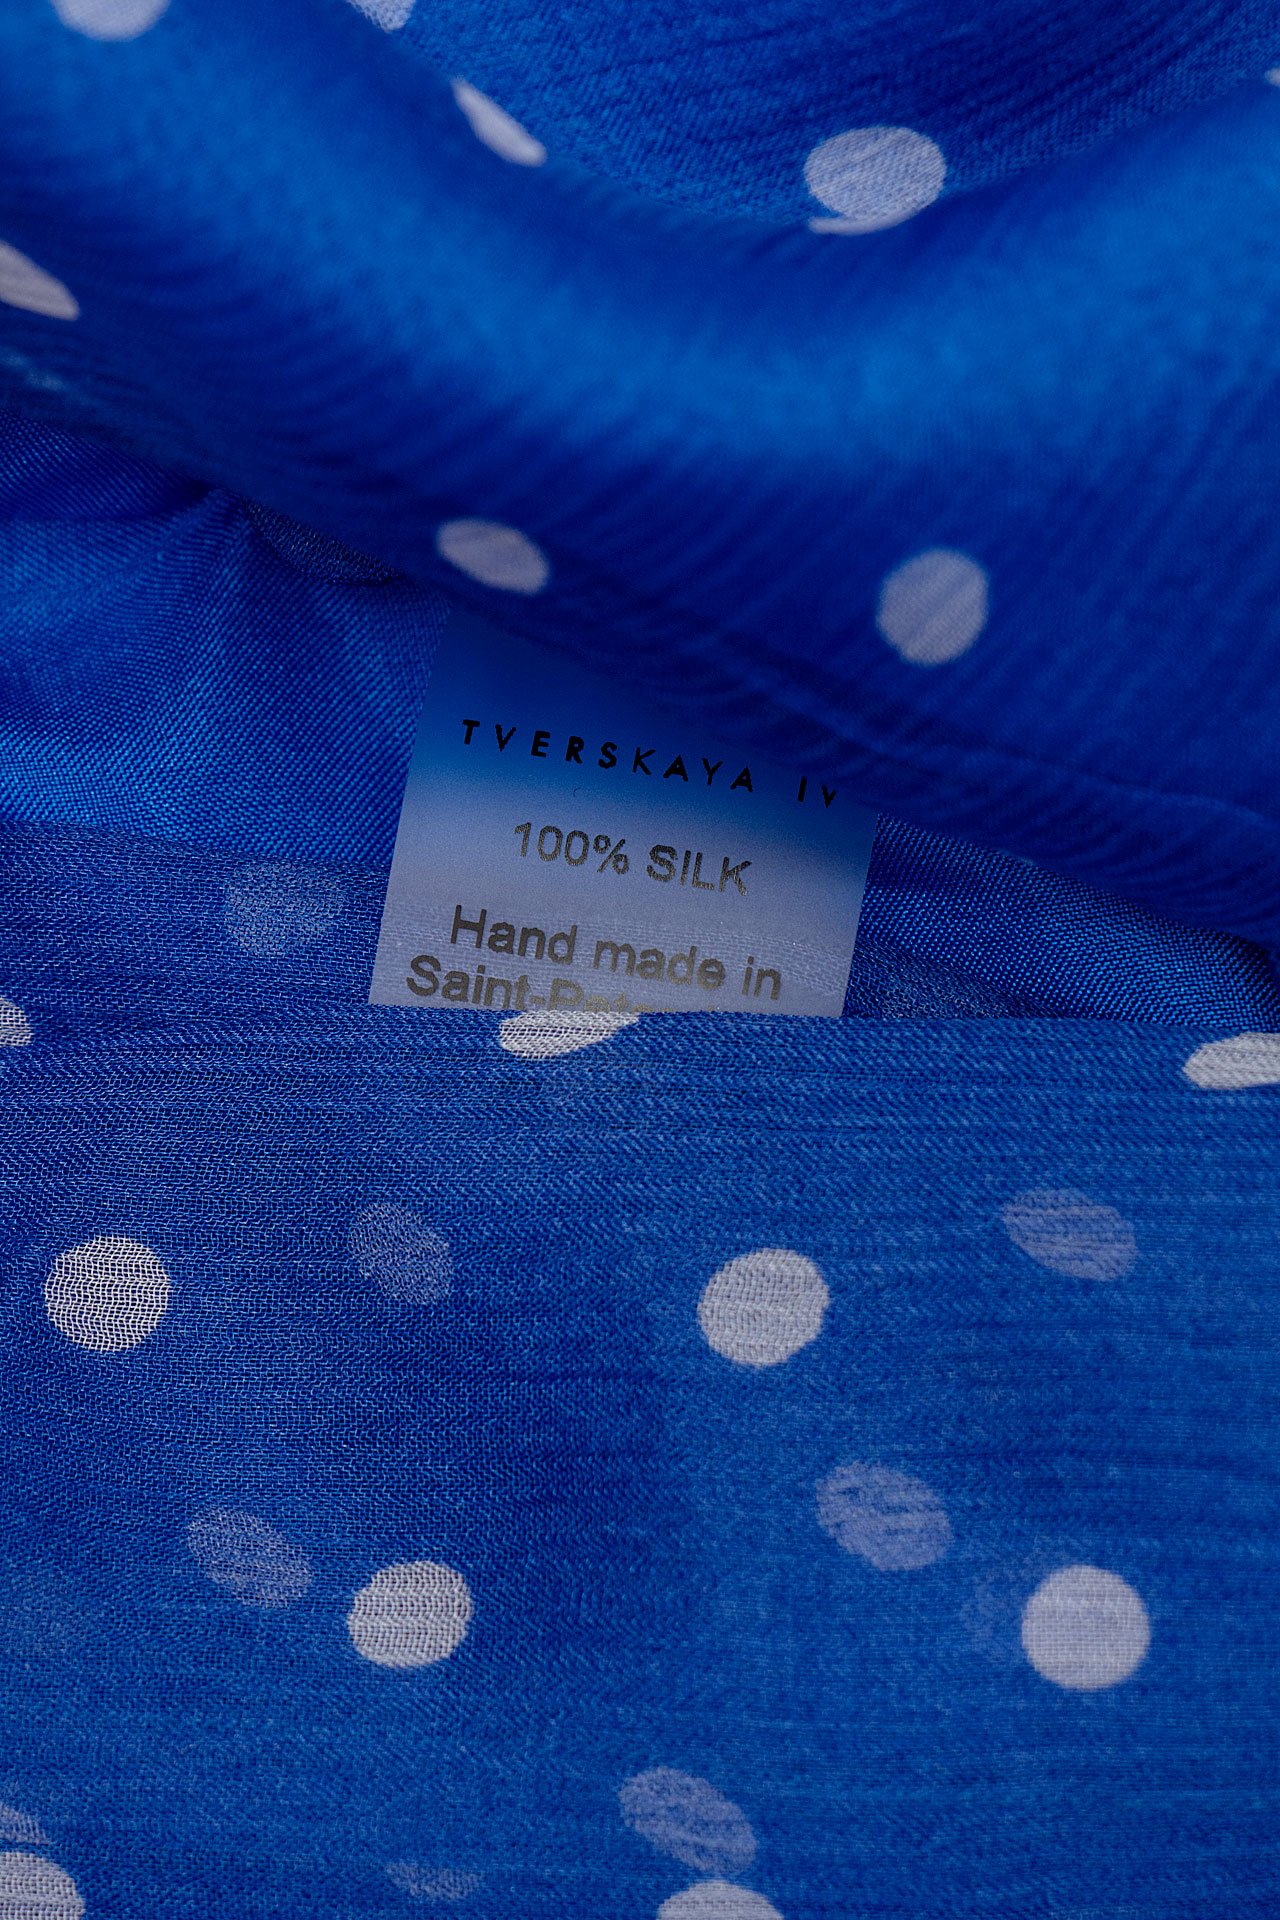 TVERSKAYA IV
100% SILK
Hand made in